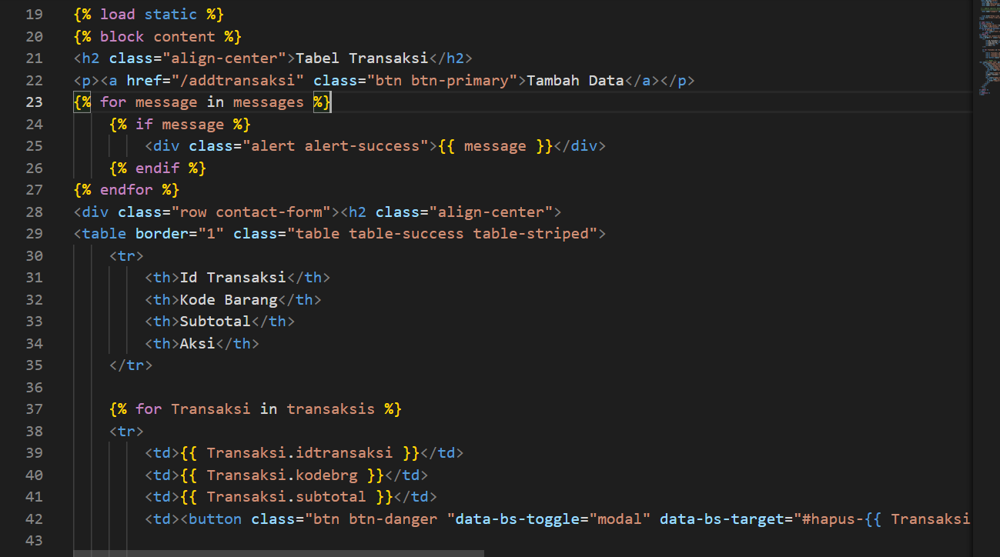 19 {% load static %}
20 {% block content %}
21 <h2 class="align-center">Tabel Transaksi</h2>
22 <p><a href="/addtransaksi" class="btn btn-primary">Tambah Data</a></p>
23 {% for message in messages %}
24 {% if message %}
25 <div class="alert alert-success">{{ message }}</div>
26 {% endif %}
27 {% endfor %}
28 <div class="row contact-form"><h2 class="align-center">
29 <table border="1" class="table table-success table-striped">
30 <tr>
31 <th>Id Transaksi</th>
32 <th>Kode Barang</th>
33 <th>Subtotal</th>
34 <th>Aksi</th>
35 </tr>
36
37 {% for Transaksi in transaksis %}
38 <tr>
39 <td>{{ Transaksi.idtransaksi }}</td>
40 <td>{{ Transaksi.kodebrg }}</td>
41 <td>{{ Transaksi.subtotal }}</td>
42 <td><button class="btn btn-danger "data-bs-toggle="modal" data-bs-target="#hapus-{{ Transaksi
43